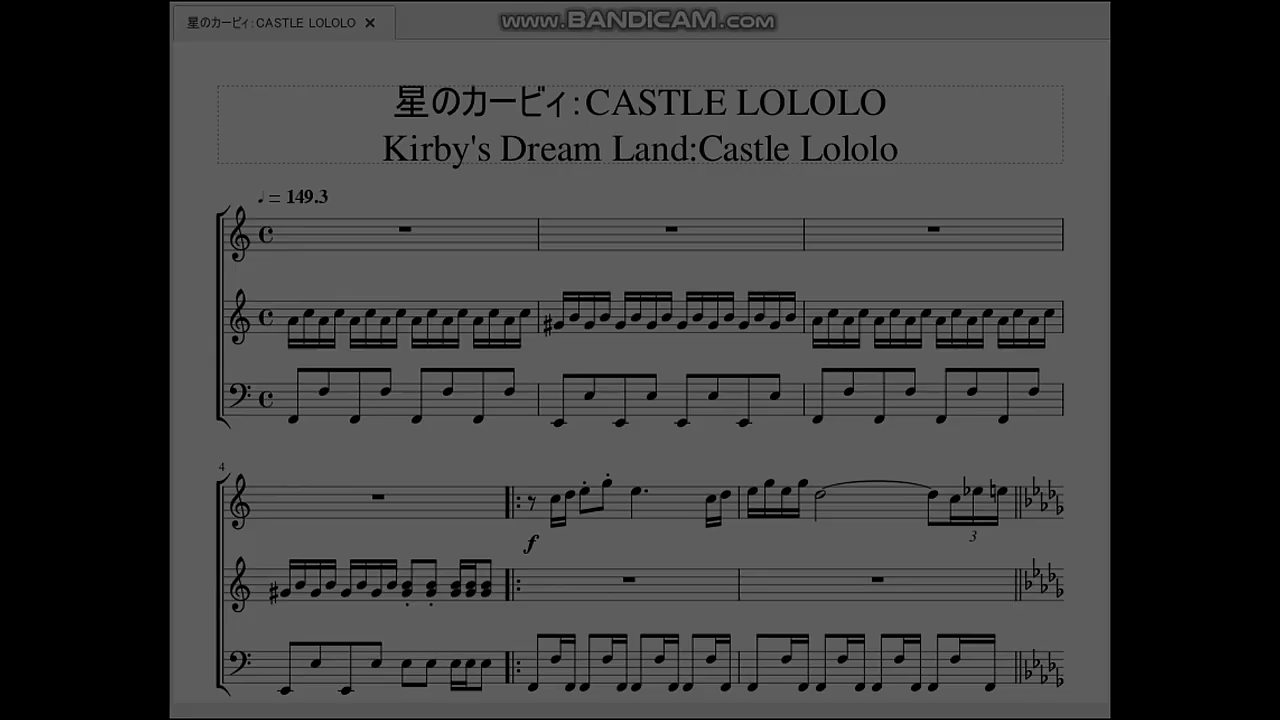 星のカービィ:CASTLE LOLOLO ×
www.BANDICAM.com
星のカービィ:CASTLE LOLOLO
Kirby's Dream Land:Castle Lololo
♩= 149.3
4
f
3